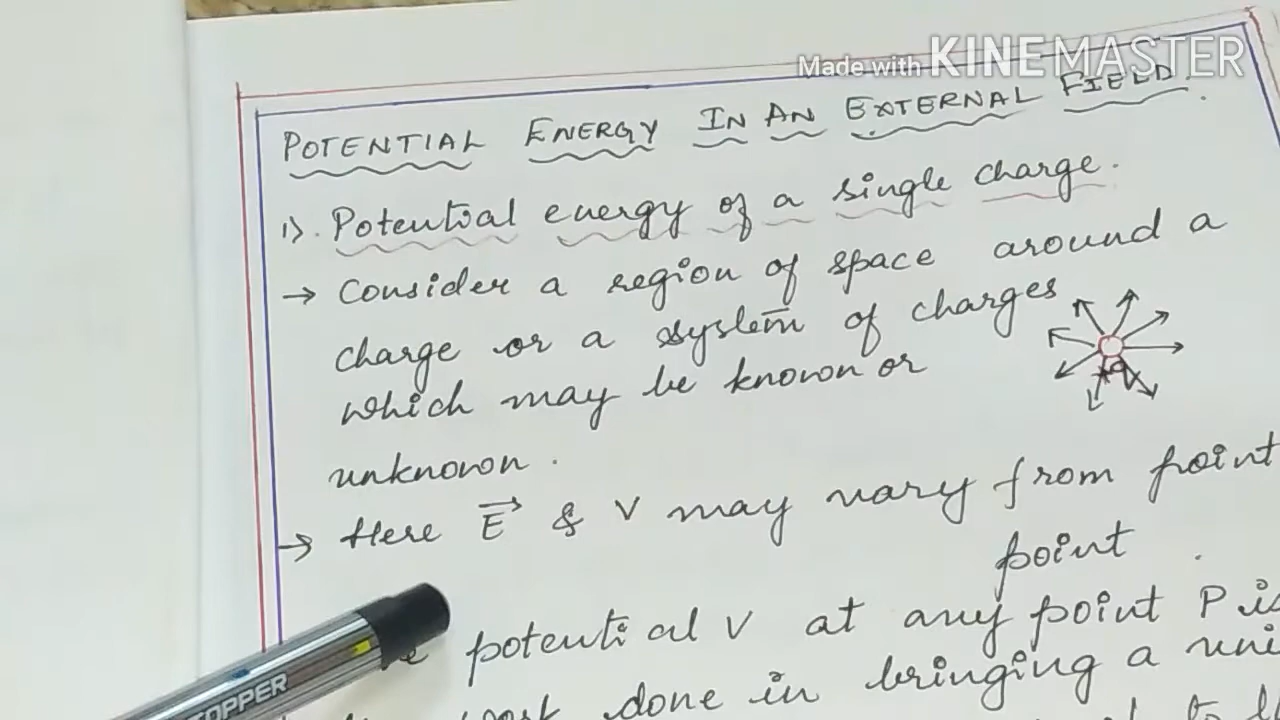 Made with KINEMASTER
POTENTIAL ENERGY IN AN EXTERNAL FIELD.
1). Potential energy of a single charge.
→ Consider a region of space around a
charge or a system of charges
which may be known or
unknown.
→ Here E⃗ & V may vary from point
point.
potential V at any point P is
done in bringing a